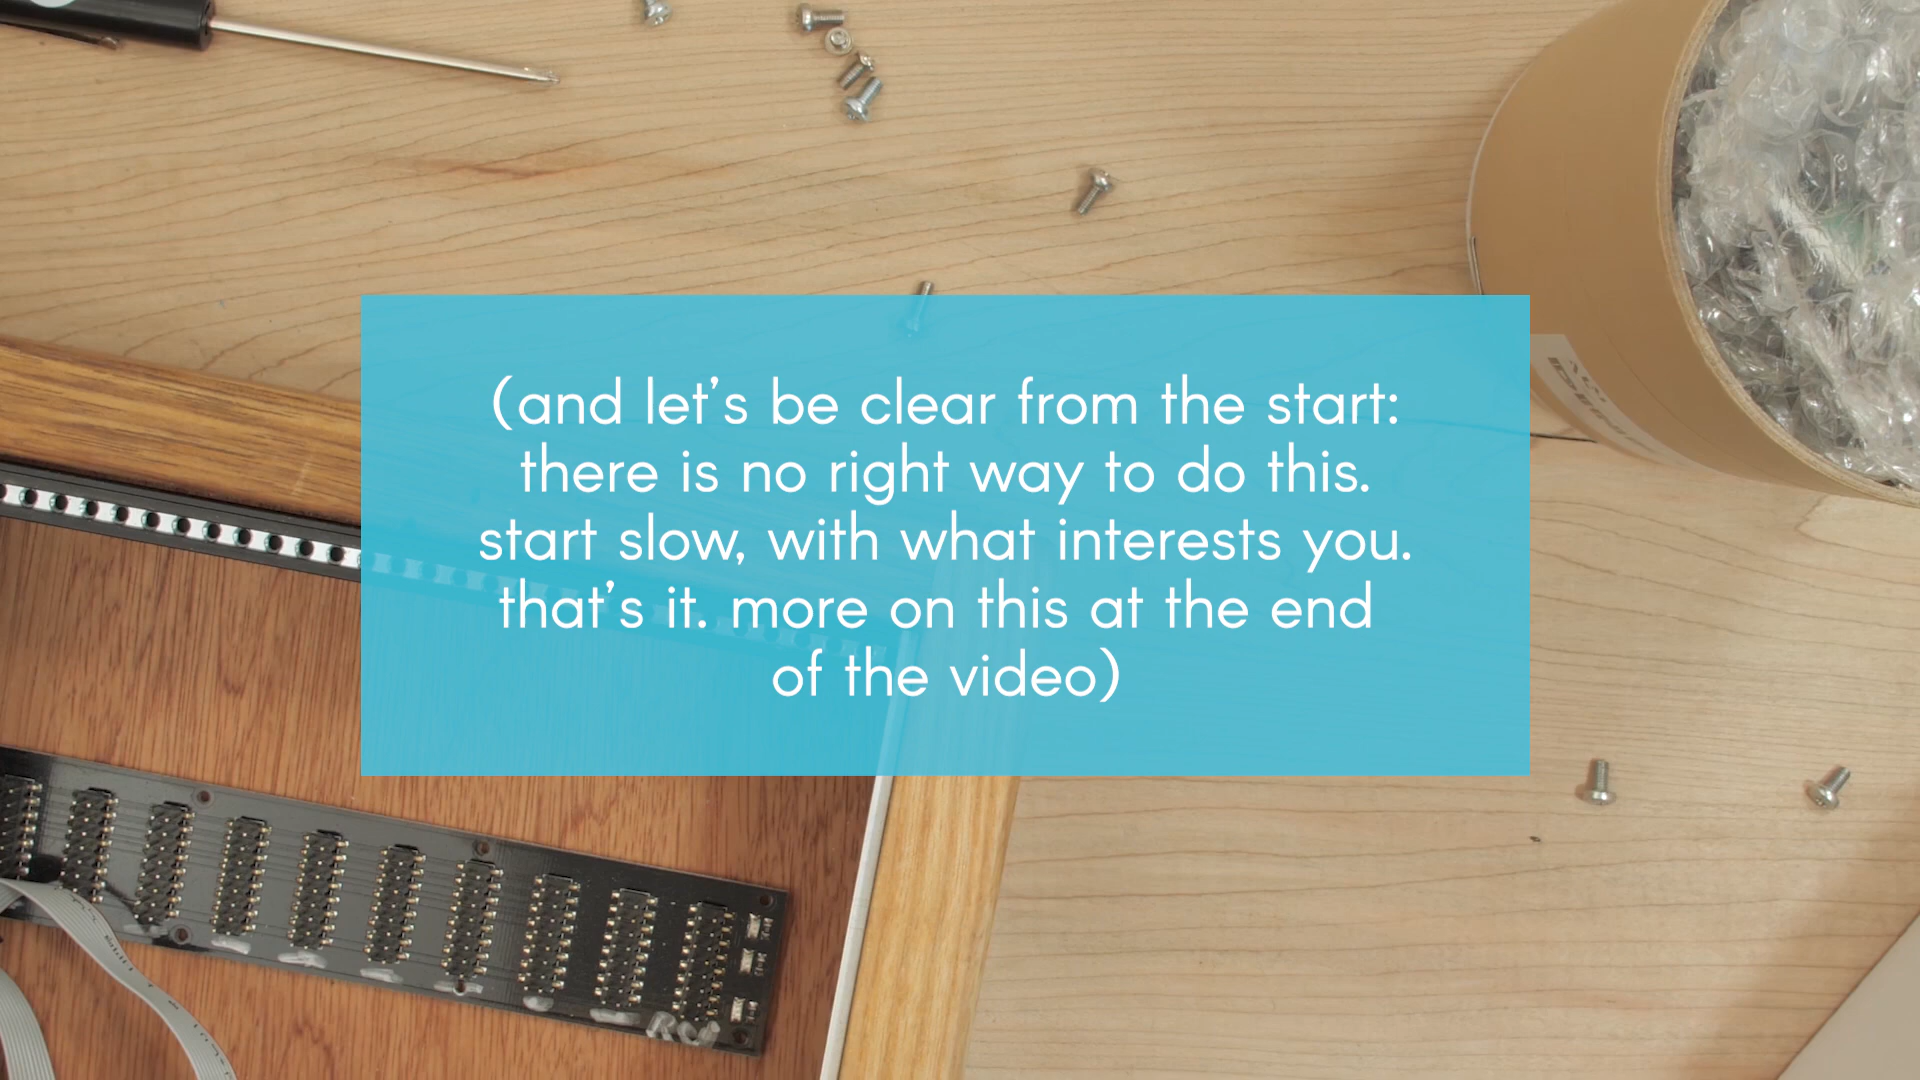 (and let's be clear from the start:
there is no right way to do this.
start slow, with what interests you.
that's it. more on this at the end
of the video)